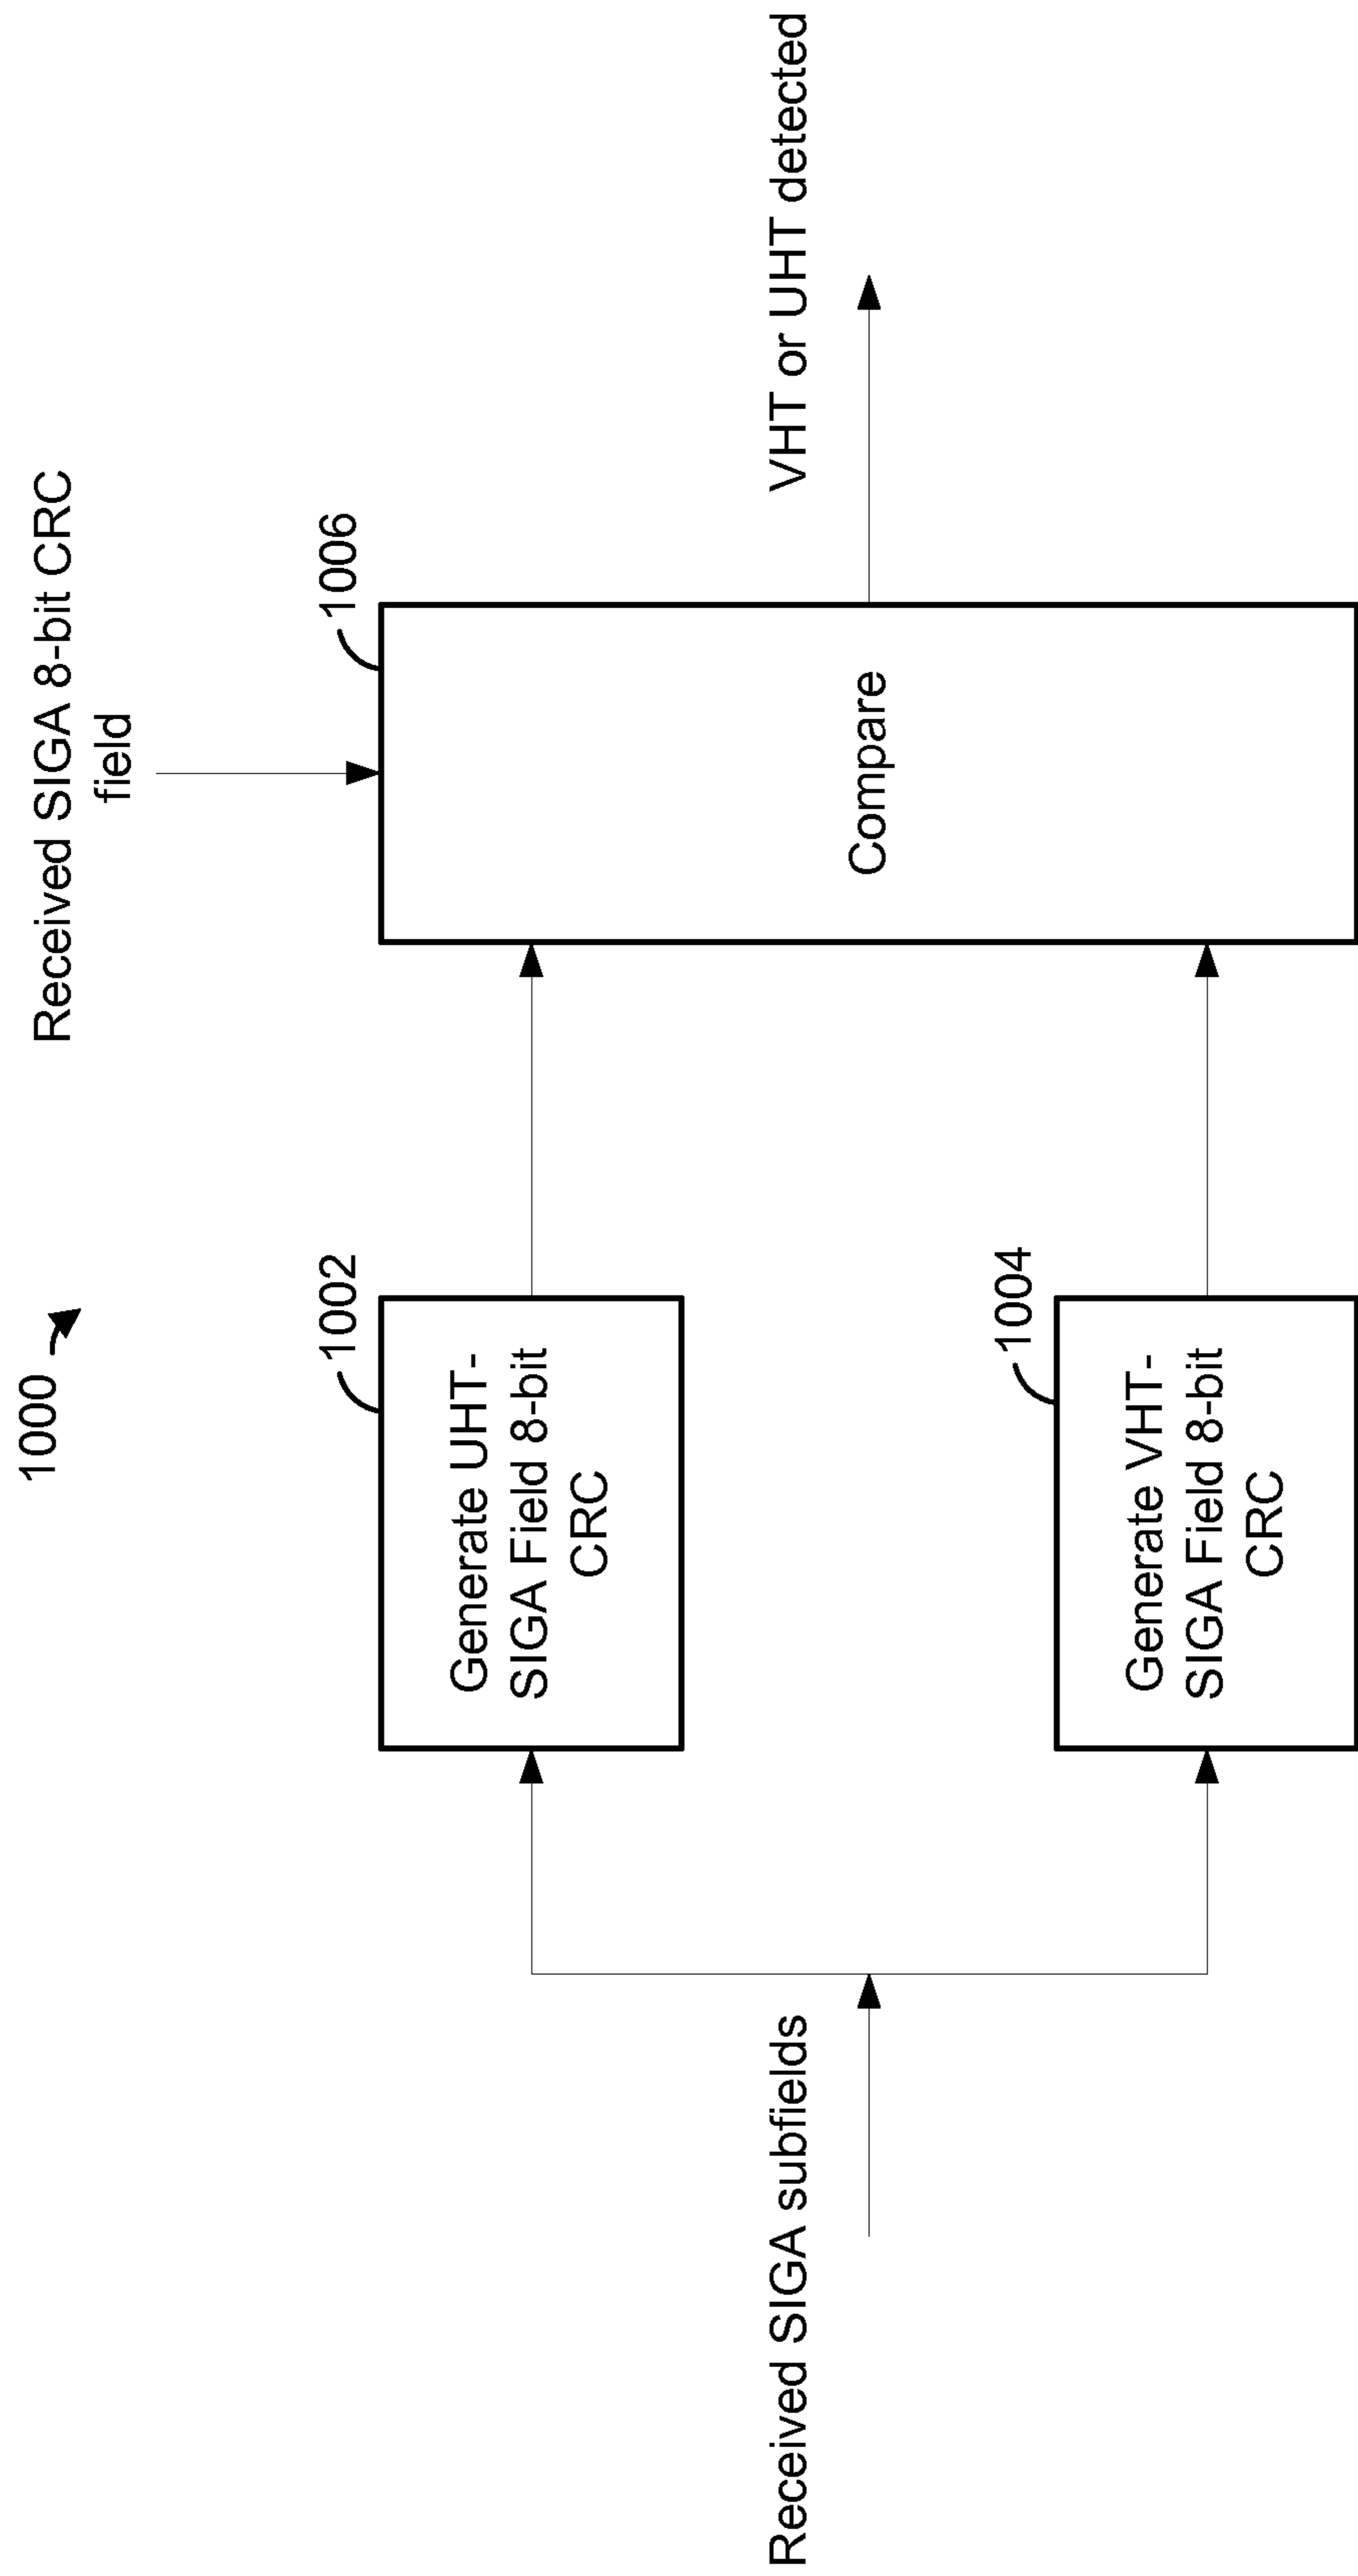 1000
Received SIGA 8-bit CRC
field
1002
1006
Generate UHT-
SIGA Field 8-bit
CRC
Received SIGA subfields
Compare
VHT or UHT detected
1004
Generate VHT-
SIGA Field 8-bit
CRC